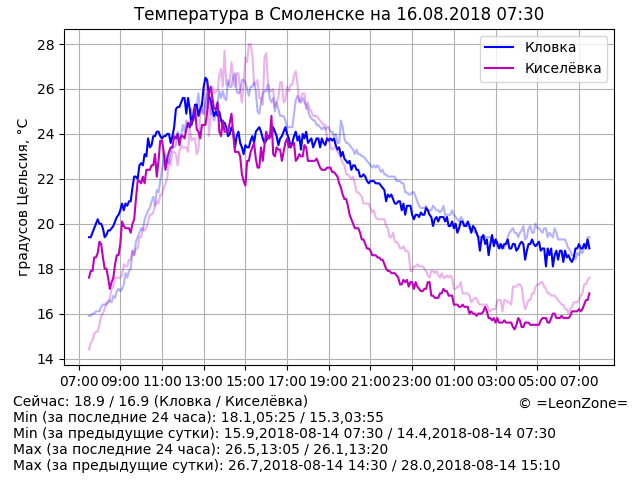 Температура в Смоленске на 16.08.2018 07:30
градусов Цельсия, °C
28
26
24
22
20
18
16
14
Кловка
Киселёвка
07:00 09:00 11:00 13:00 15:00 17:00 19:00 21:00 23:00 01:00 03:00 05:00 07:00
Сейчас: 18.9 / 16.9 (Кловка / Киселёвка)
© =LeonZone=
Min (за последние 24 часа): 18.1,05:25 / 15.3,03:55
Min (за предыдущие сутки): 15.9,2018-08-14 07:30 / 14.4,2018-08-14 07:30
Max (за последние 24 часа): 26.5,13:05 / 26.1,13:20
Max (за предыдущие сутки): 26.7,2018-08-14 14:30 / 28.0,2018-08-14 15:10